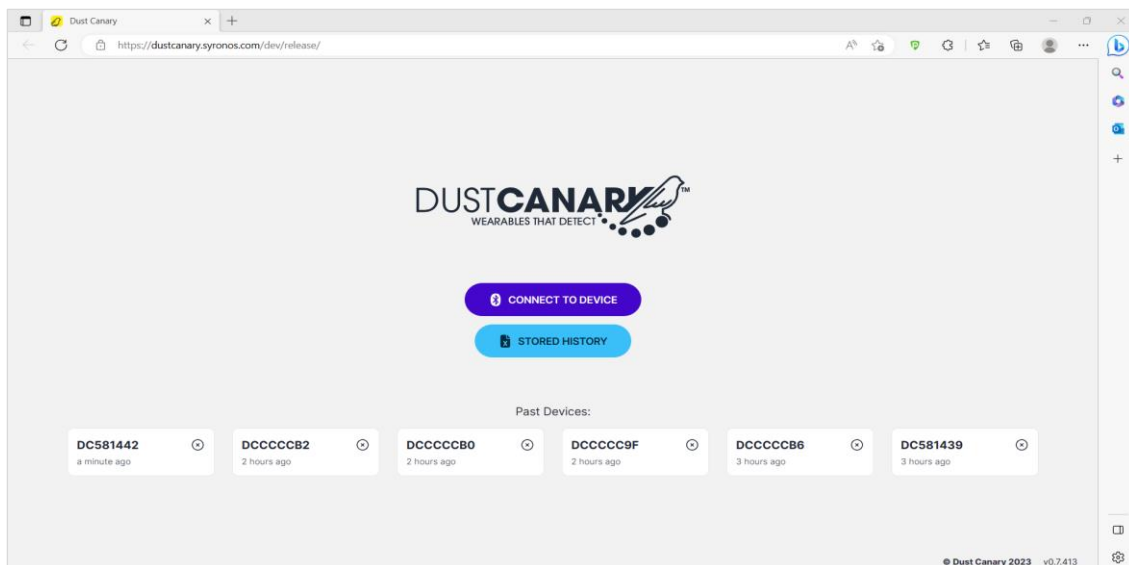 Dust Canary
https://dustcanary.syronos.com/dev/release/
DUSTCANARY™
WEARABLES THAT DETECT
CONNECT TO DEVICE
STORED HISTORY
Past Devices:
DC581442 DCCCCCB2 DCCCCCB0 DCCCCC9F DCCCCCB6 DC581439
a minute ago 2 hours ago 2 hours ago 2 hours ago 3 hours ago 3 hours ago
© Dust Canary 2023 v0.7.413